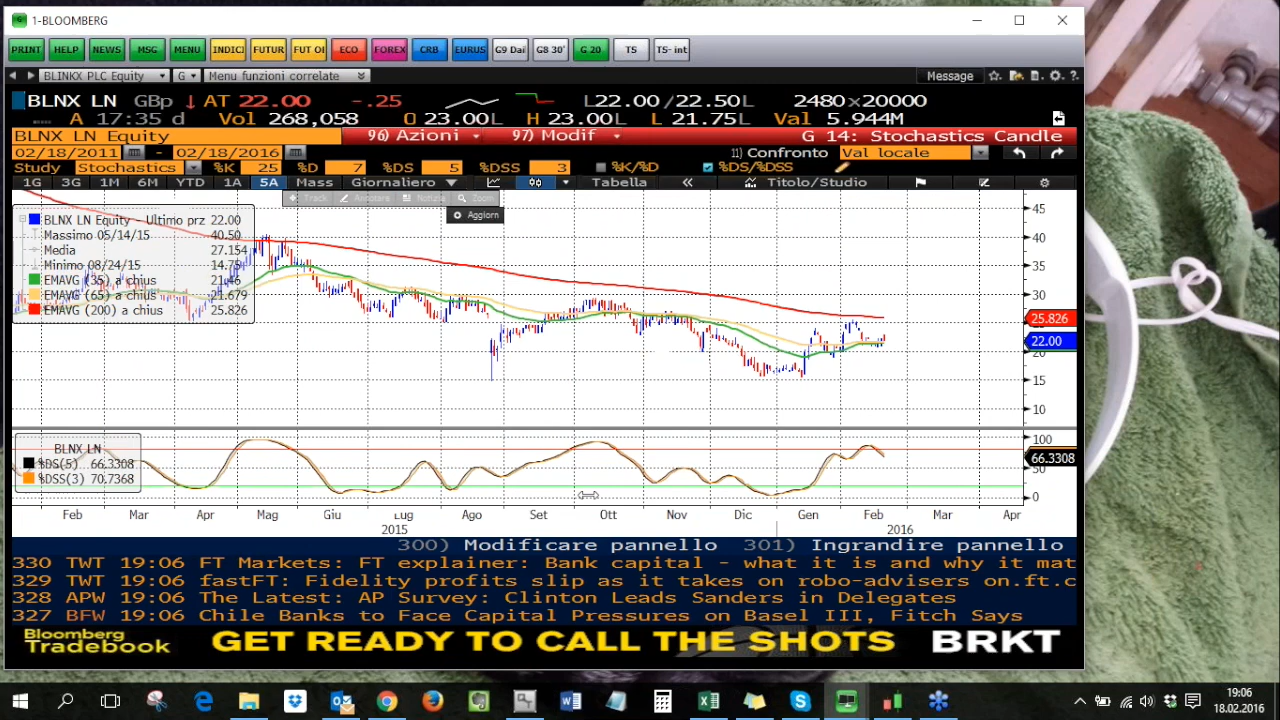 1-BLOOMBERG
PRINT HELP NEWS MSG MENU INDICI FUTUR FUT OI ECO FOREX CRB EURUS G9 Dai G8 30' G 20 TS T5- int
BLINKX PLC Equity G Menu funzioni correlate Message
BLNX LN GBp ↓ AT 22.00 -.25 L22.00/22.50L 2480x20000
A 17:35 d Vol 268,058 O 23.00L H 23.00L L 21.75L Val 5.944M
BLNX LN Equity 96) Azioni 97) Modif G 14: Stochastics Candle
02/18/2011 - 02/18/2016 11) Confronto Val locale
Study Stochastics %K 25 %D 7 %DS 5 %DSS 3 %K/%D %DS/%DSS
1G 3G 1M 6M YTD 1A 5A Mass Giornaliero Tabella « Titolo/Studio
Track Annotare Notizie Zoom
Aggiorn
BLNX LN Equity - Ultimo prz 22.00
Massimo 05/14/15 40.50
Media 27.154
Minimo 08/24/15 14.75
EMAVG (35) a chius 21.46
EMAVG (65) a chius 21.679
EMAVG (200) a chius 25.826
45
40
35
30
25.826
22.00
20
15
10
BLNX LN
%DS(5) 66.3308
%DSS(3) 70.7368
100
66.3308
50
0
Feb Mar Apr Mag Giu Lug Ago Set Ott Nov Dic Gen Feb Mar Apr
2015 2016
300) Modificare pannello 301) Ingrandire pannello
330 TWT 19:06 FT Markets: FT explainer: Bank capital - what it is and why it mat
329 TWT 19:06 fastFT: Fidelity profits slip as it takes on robo-advisers on.ft.c
328 APW 19:06 The Latest: AP Survey: Clinton Leads Sanders in Delegates
327 BFW 19:06 Chile Banks to Face Capital Pressures on Basel III, Fitch Says
Bloomberg
Tradebook
GET READY TO CALL THE SHOTS BRKT
19:06
18.02.2016